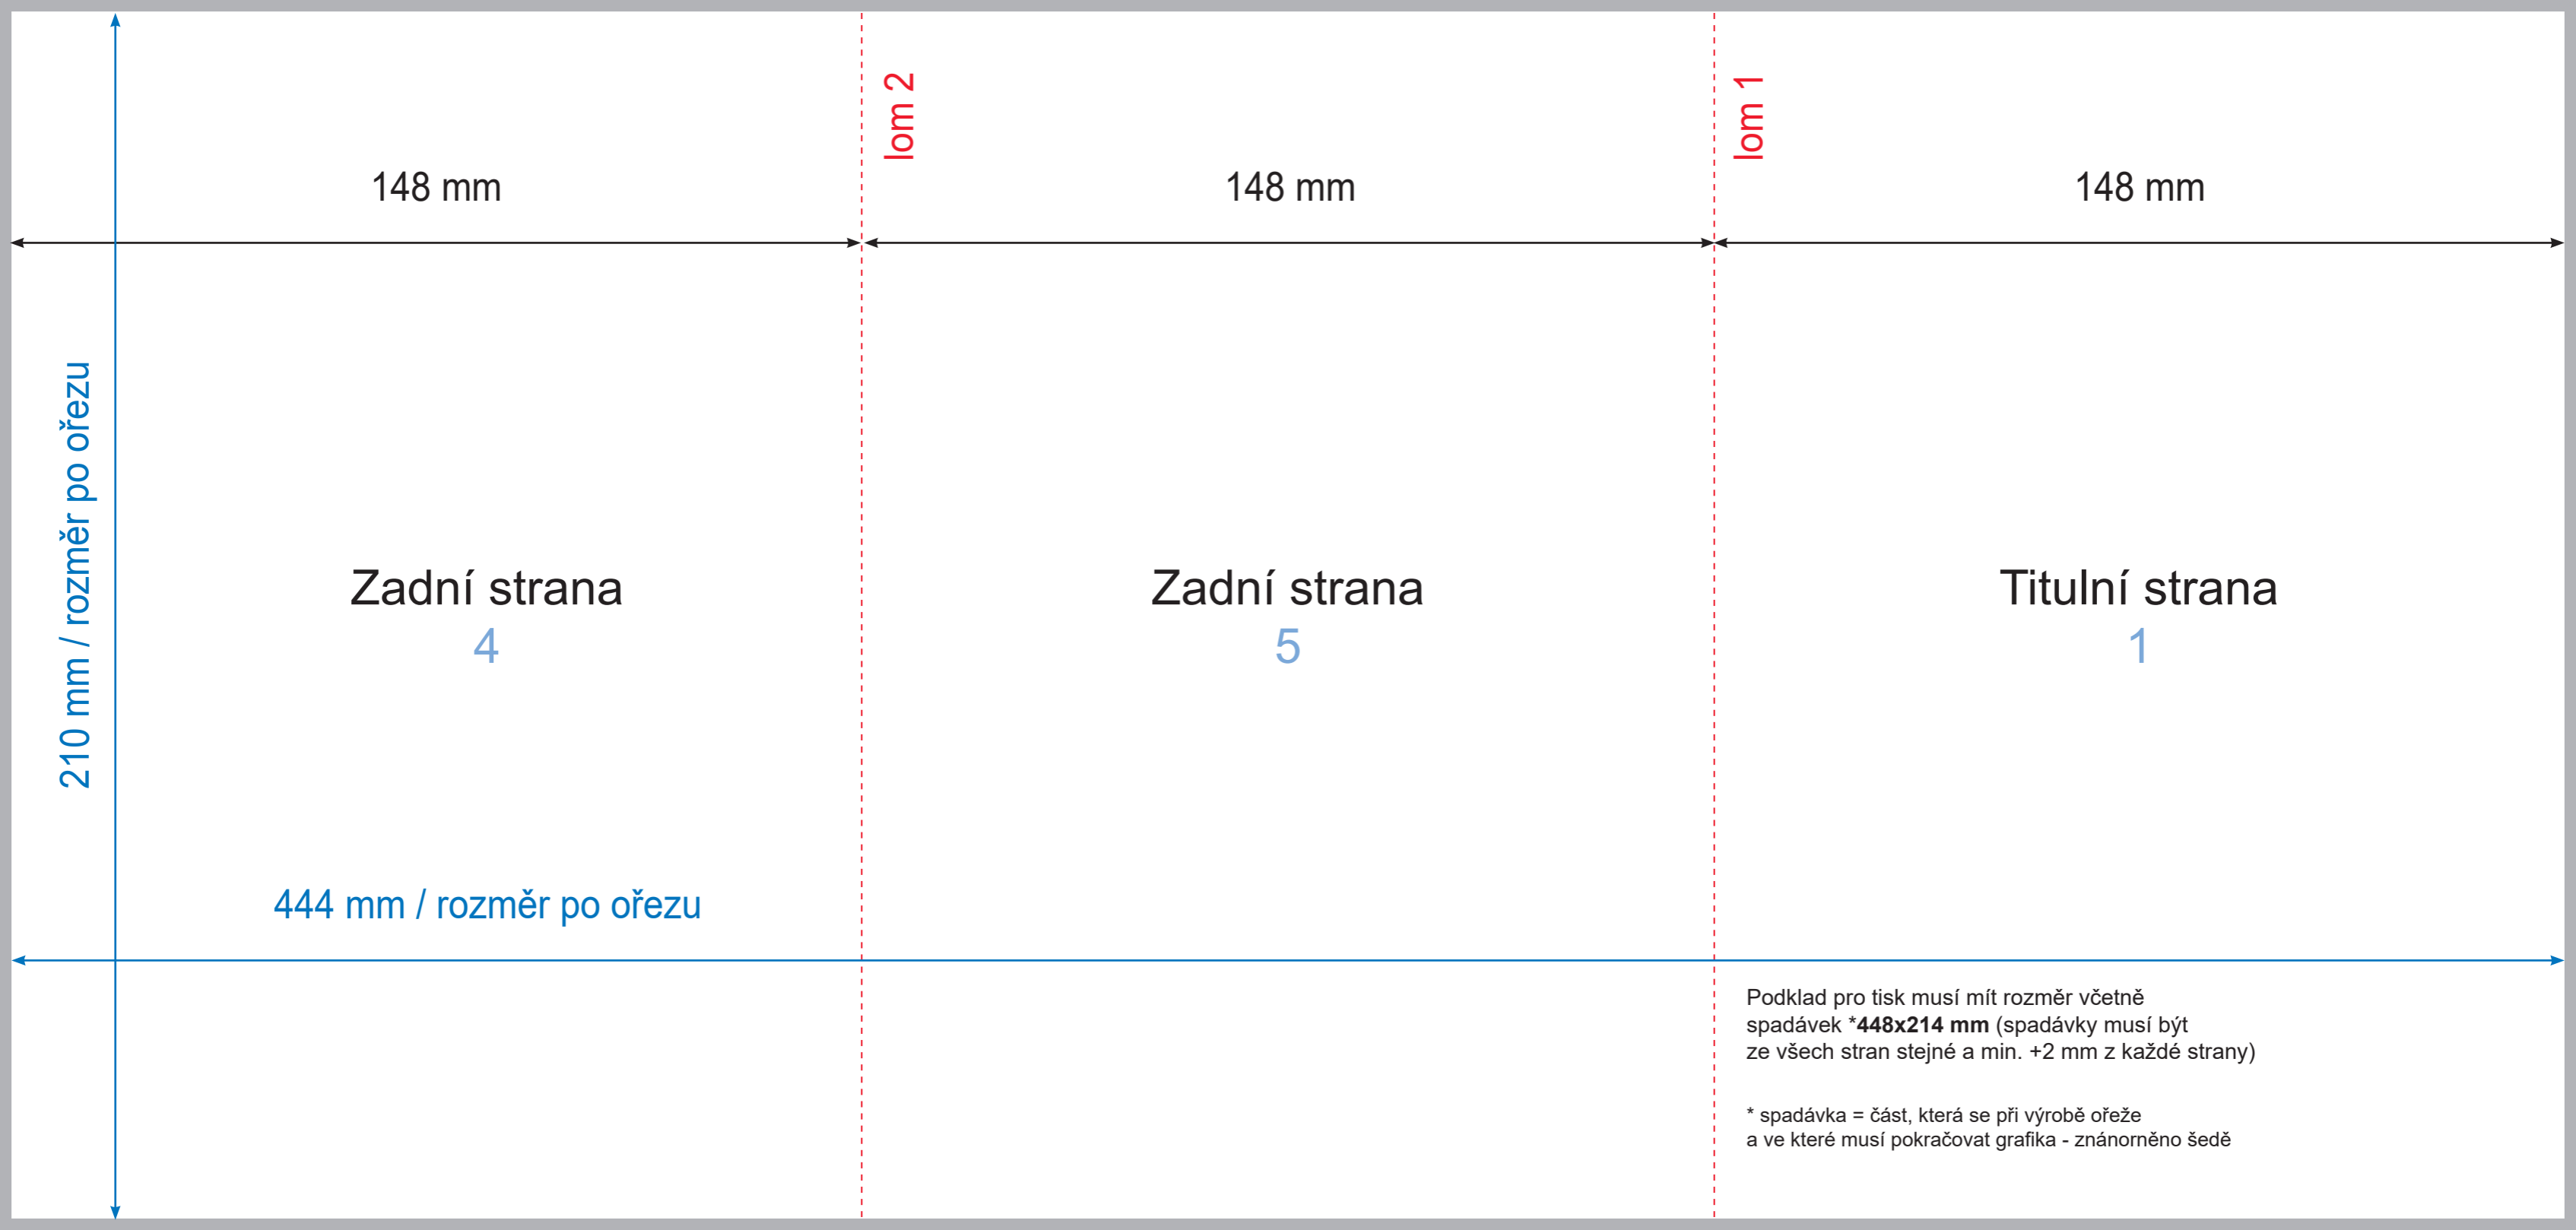 lom 2
lom 1
148 mm
148 mm
148 mm
210 mm / rozměr po ořezu
Zadní strana
4
Zadní strana
5
Titulní strana
1
444 mm / rozměr po ořezu
Podklad pro tisk musí mít rozměr včetně
spadávek *448x214 mm (spadávky musí být
ze všech stran stejné a min. +2 mm z každé strany)
* spadávka = část, která se při výrobě ořeže
a ve které musí pokračovat grafika - znánorněno šedě